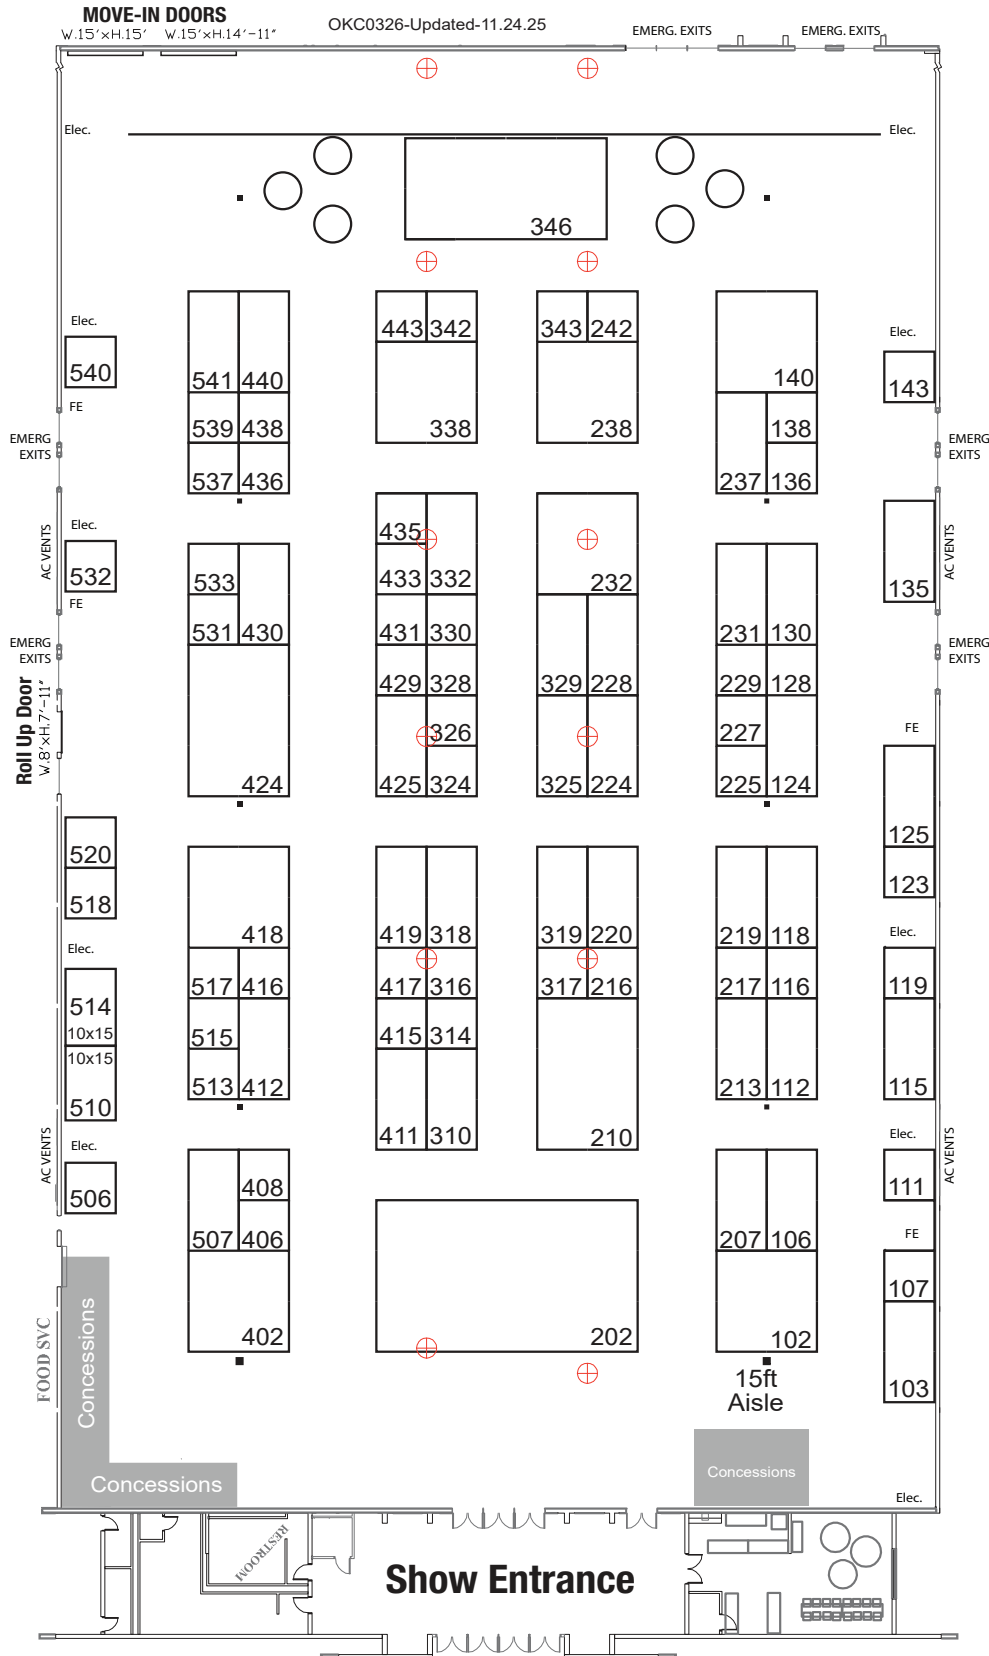 MOVE-IN DOORS
W.15'×H.15' W.15'×H.14'-11"
OKC0326-Updated-11.24.25
EMERG. EXITS
EMERG. EXITS
Elec.
Elec.
346
Elec.
443 342
343 242
Elec.
540
541 440
140
143
FE
539 438
338
238
138
EMERG
EXITS
EMERG
EXITS
537 436
237 136
AC VENTS
Elec.
435
AC VENTS
532
533
433 332
232
135
FE
531 430
431 330
231 130
EMERG
EXITS
EMERG
EXITS
Roll Up Door
W.8'×H.7'-11"
429 328
329 228
229 128
326
227
FE
424
425 324
325 224
225 124
520
125
518
123
418
419 318
319 220
219 118
Elec.
Elec.
517 416
417 316
317 216
217 116
119
514
10x15
515
415 314
10x15
510
513 412
213 112
115
411 310
210
AC VENTS
Elec.
Elec.
AC VENTS
506
408
111
507 406
207 106
FE
107
402
202
102
103
FOOD SVC
Concessions
15ft
Aisle
Concessions
Concessions
Elec.
RESTROOM
Show Entrance